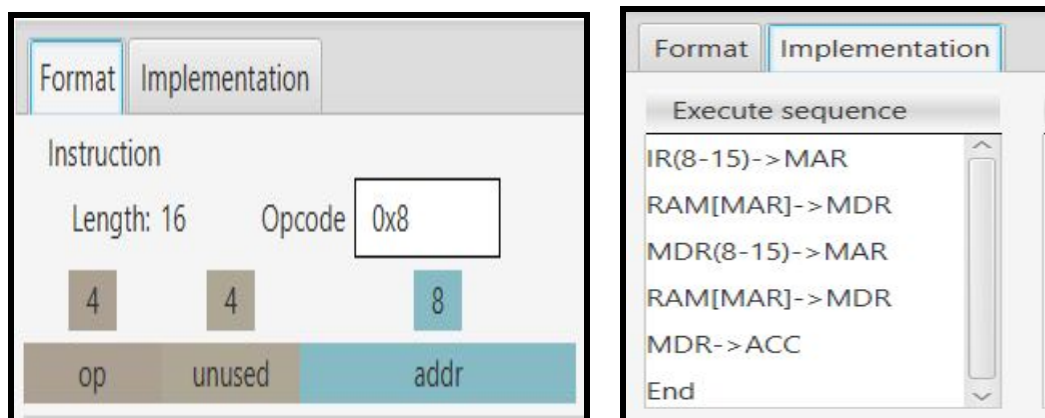 Format Implementation
Instruction
Length: 16 Opcode 0x8
4 4 8
op unused addr
Format Implementation
Execute sequence
IR(8-15)->MAR
RAM[MAR]->MDR
MDR(8-15)->MAR
RAM[MAR]->MDR
MDR->ACC
End